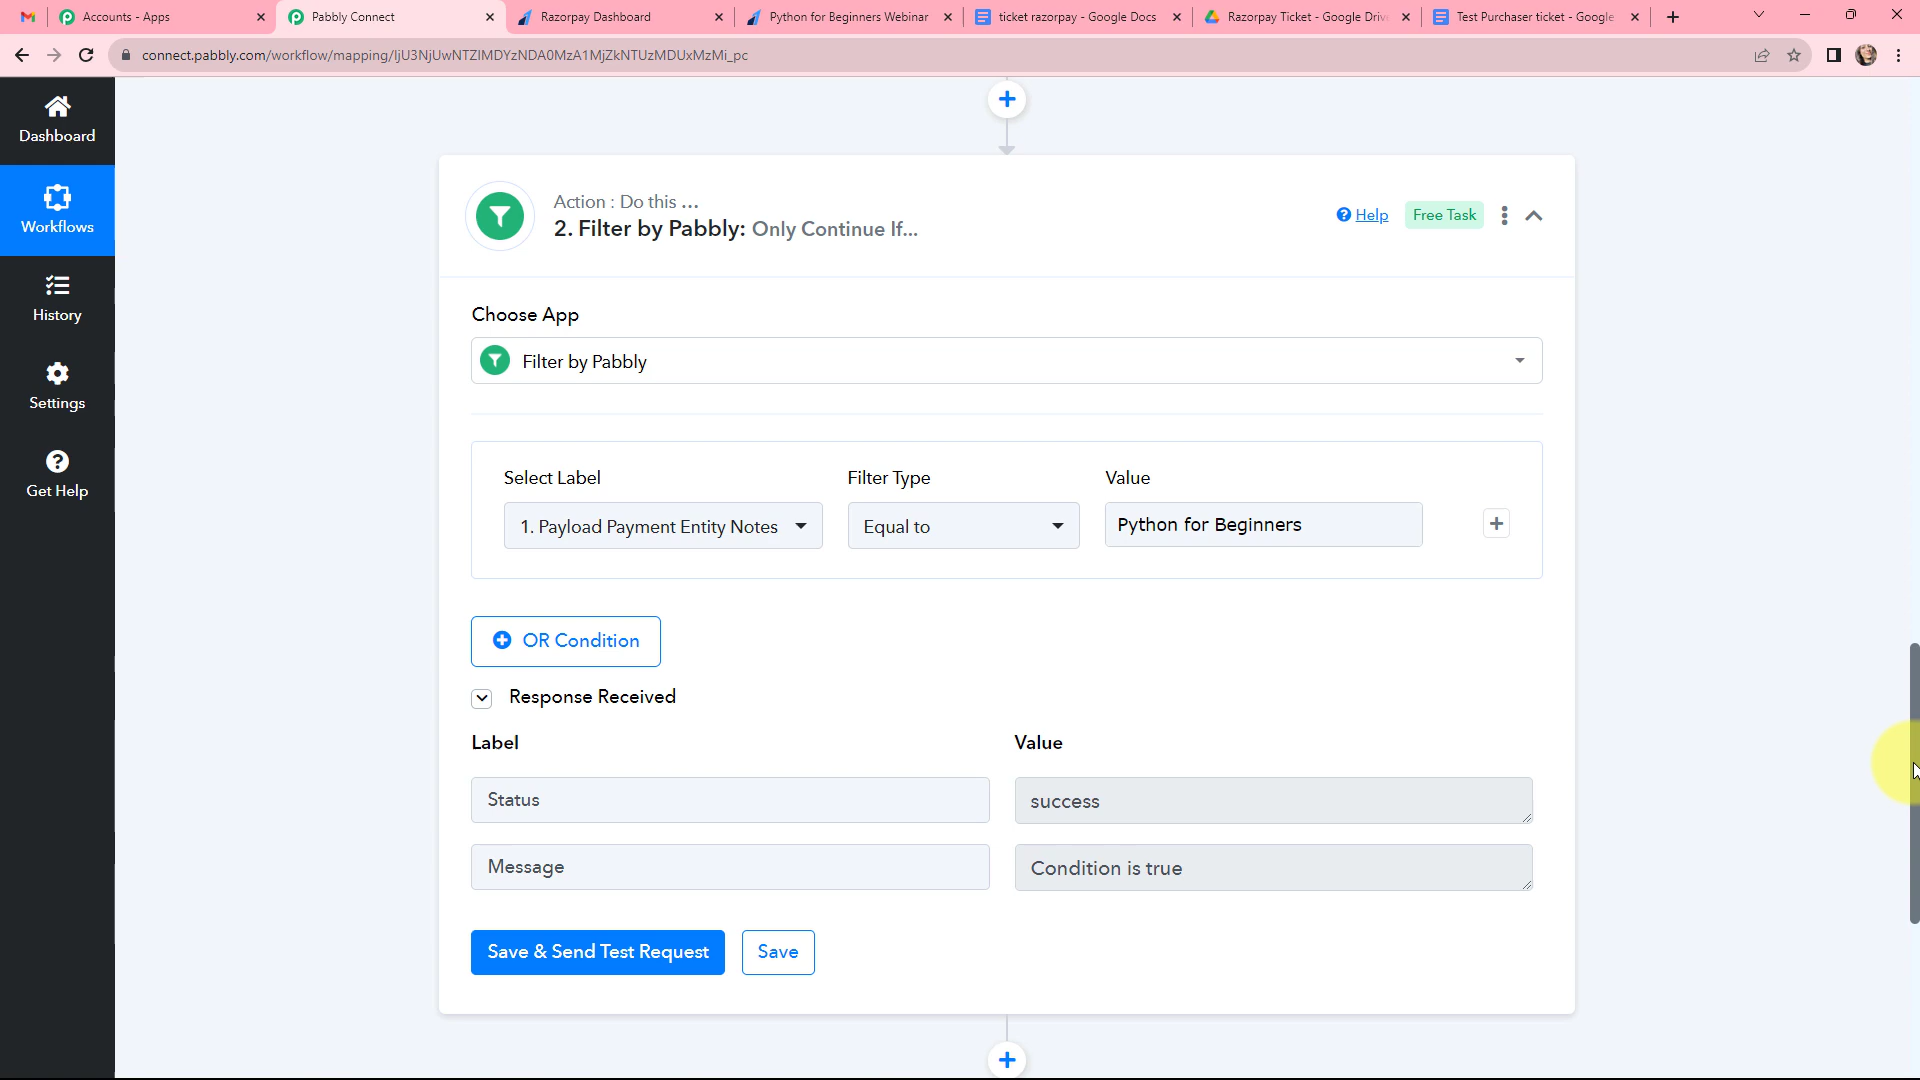 Accounts - Apps
Pabbly Connect
Razorpay Dashboard
Python for Beginners Webinar
ticket razorpay - Google Docs
Razorpay Ticket - Google Driv
Test Purchaser ticket - Google
connect.pabbly.com/workflow/mapping/IjU3NjUwNTZlMDYzNDA0MzA1MjZkNTUzMDUxMzMi_pc
Dashboard
Workflows
History
Settings
Get Help
Action : Do this ...
2. Filter by Pabbly: Only Continue If...
Help
Free Task
Choose App
Filter by Pabbly
Select Label
Filter Type
Value
1. Payload Payment Entity Notes
Equal to
Python for Beginners
OR Condition
Response Received
Label
Value
Status
success
Message
Condition is true
Save & Send Test Request
Save